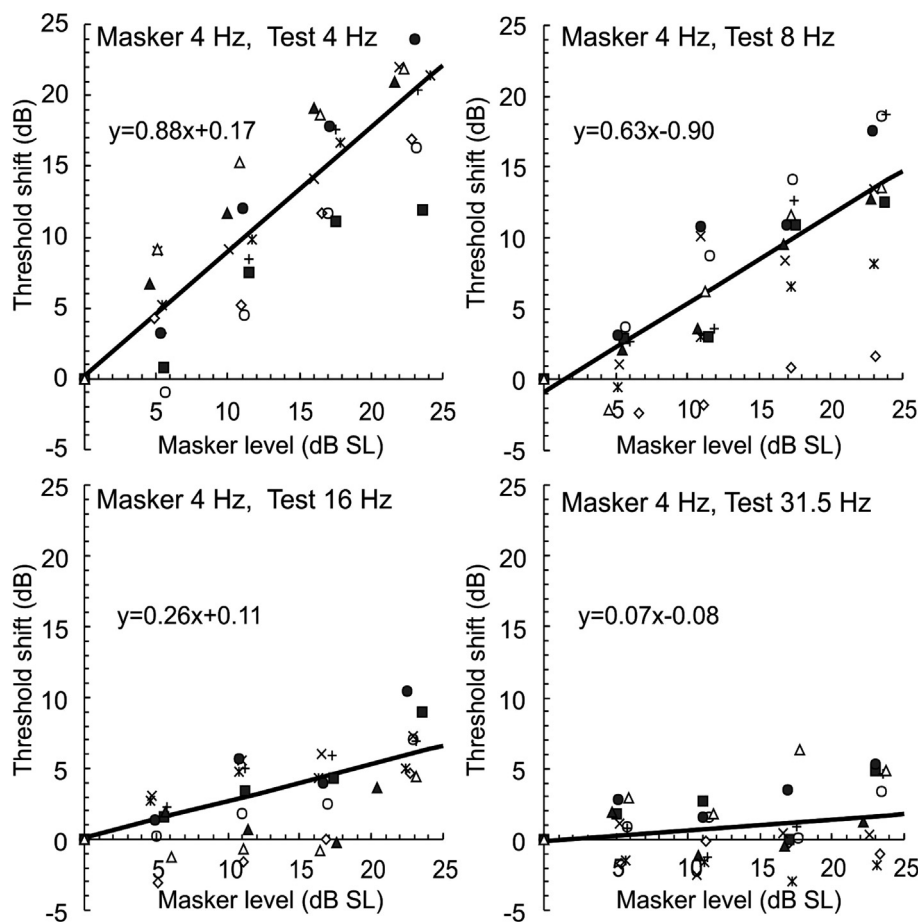 Masker 4 Hz, Test 4 Hz
y=0.88x+0.17
Threshold shift (dB)
25
20
15
10
5
0
-5
5 10 15 20 25
Masker level (dB SL)
Masker 4 Hz, Test 8 Hz
y=0.63x-0.90
Threshold shift (dB)
25
20
15
10
5
0
-5
5 10 15 20 25
Masker level (dB SL)
Masker 4 Hz, Test 16 Hz
y=0.26x+0.11
Threshold shift (dB)
25
20
15
10
5
0
-5
5 10 15 20 25
Masker level (dB SL)
Masker 4 Hz, Test 31.5 Hz
y=0.07x-0.08
Threshold shift (dB)
25
20
15
10
5
0
-5
5 10 15 20 25
Masker level (dB SL)